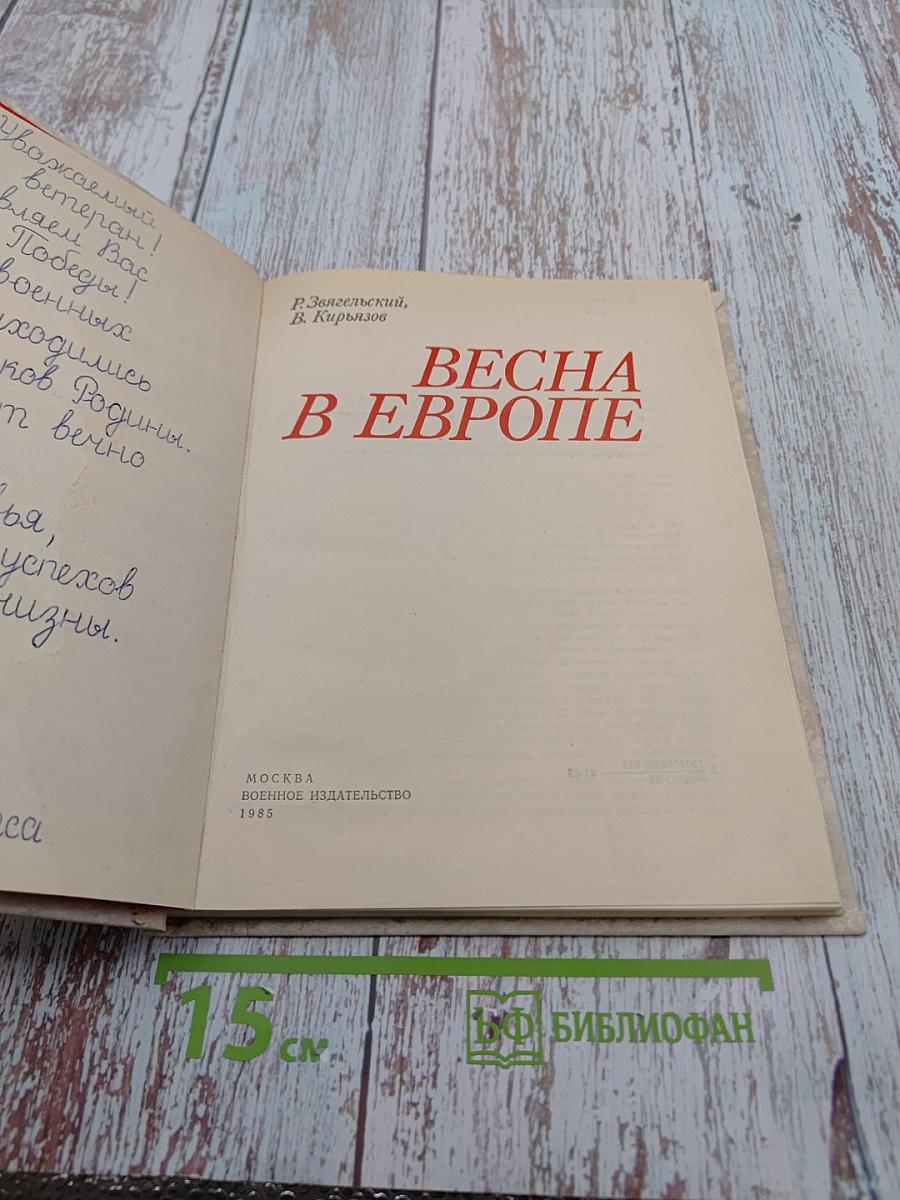 Уважаемый
ветеран!
вляем Вас
Победы!
военных
ходились
ков Родины.
т вечно
ья,
успехов
жизны.
са
Р. Звягельский,
В. Кирьязов
ВЕСНА
В ЕВРОПЕ
МОСКВА
ВОЕННОЕ ИЗДАТЕЛЬСТВО
1985
15 см
БФ БИБЛИОФАН